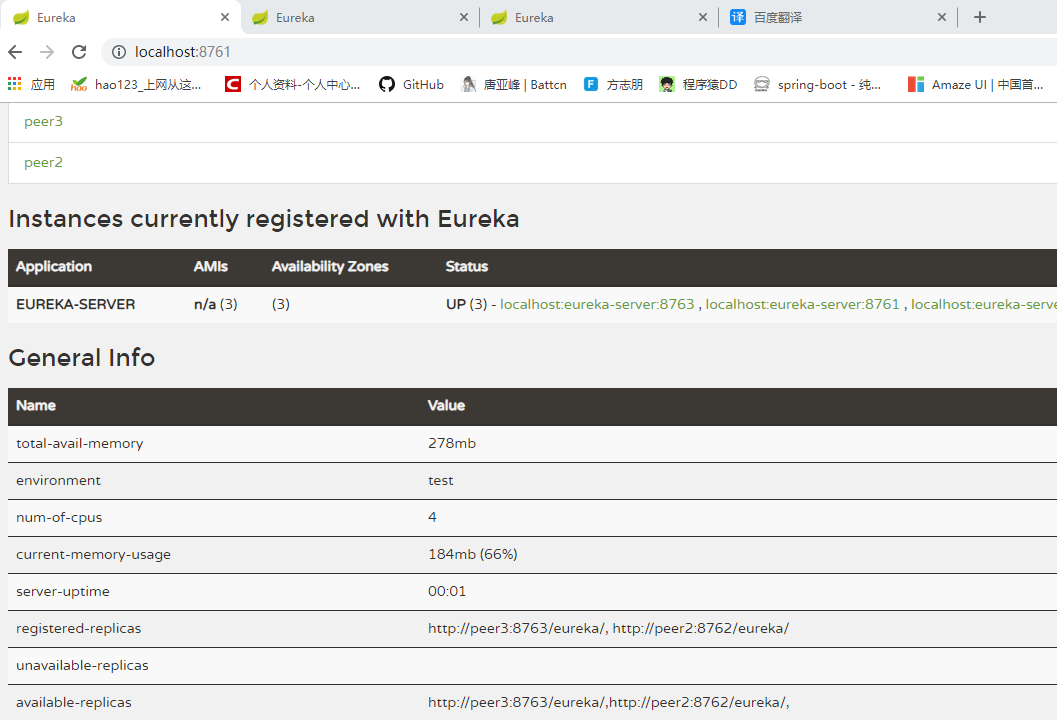 Eureka Eureka Eureka 译 百度翻译
localhost:8761
应用 hao hao123_上网从这... C 个人资料-个人中心... GitHub 唐亚峰 | Battcn F 方志朋 程序猿DD spring-boot - 纯... Amaze UI | 中国首...
peer3
peer2
Instances currently registered with Eureka
Application AMIs Availability Zones Status
EUREKA-SERVER n/a (3) (3) UP (3) - localhost:eureka-server:8763 , localhost:eureka-server:8761 , localhost:eureka-serve
General Info
Name Value
total-avail-memory 278mb
environment test
num-of-cpus 4
current-memory-usage 184mb (66%)
server-uptime 00:01
registered-replicas http://peer3:8763/eureka/, http://peer2:8762/eureka/
unavailable-replicas
available-replicas http://peer3:8763/eureka/,http://peer2:8762/eureka/,